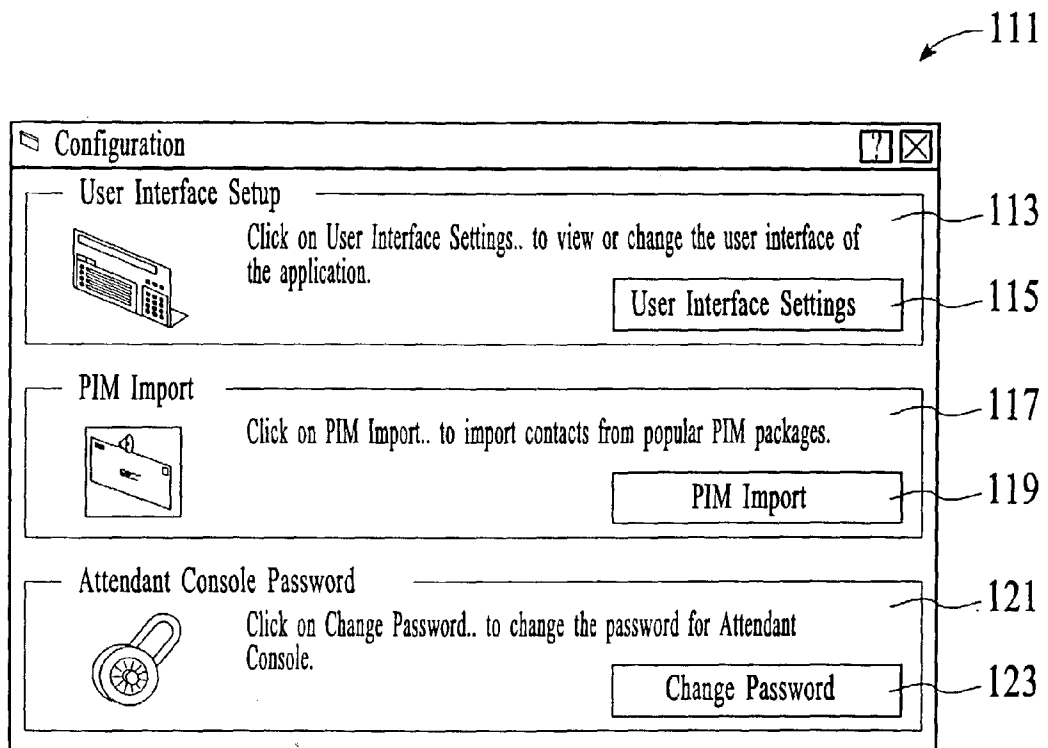 111
Configuration
?
User Interface Setup
113
Click on User Interface Settings.. to view or change the user interface of
the application.
User Interface Settings
115
PIM Import
117
Click on PIM Import.. to import contacts from popular PIM packages.
PIM Import
119
Attendant Console Password
121
Click on Change Password.. to change the password for Attendant
Console.
Change Password
123